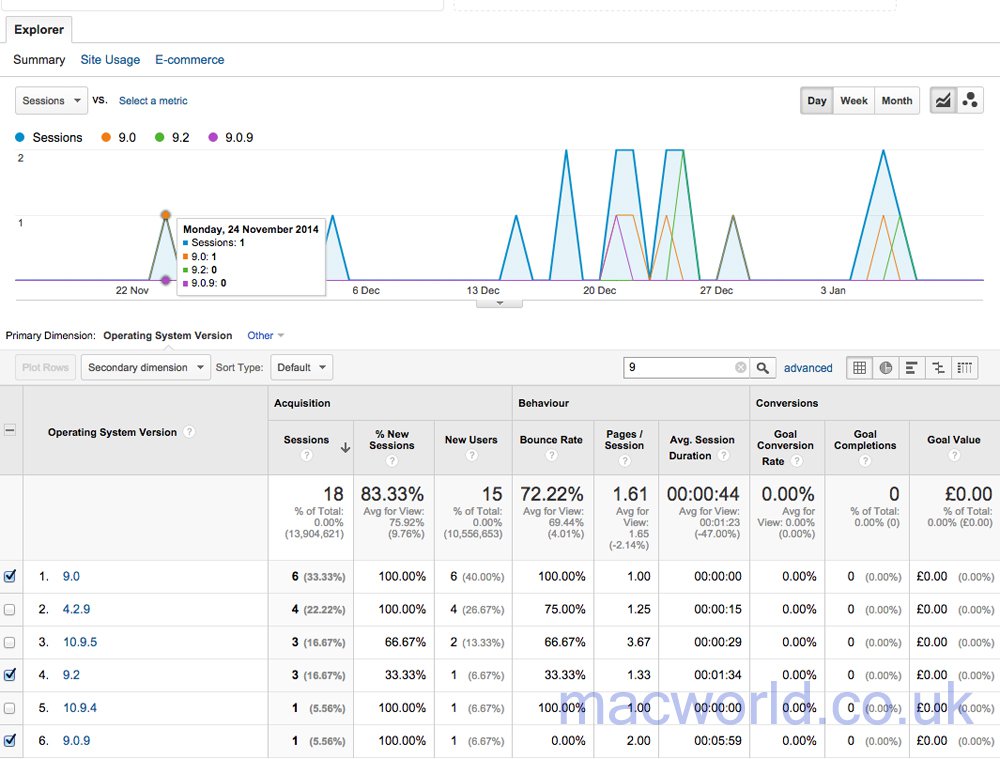 Explorer
Summary Site Usage E-commerce
Sessions VS. Select a metric Day Week Month
Sessions 9.0 9.2 9.0.9
2
1
Monday, 24 November 2014
Sessions: 1
9.0: 1
9.2: 0
9.0.9: 0
22 Nov 6 Dec 13 Dec 20 Dec 27 Dec 3 Jan
Primary Dimension: Operating System Version Other
Plot Rows Secondary dimension Sort Type: Default 9 advanced
Acquisition Behaviour Conversions
Operating System Version ? Sessions ? % New Sessions ? New Users ? Bounce Rate ? Pages / Session ? Avg. Session Duration ? Goal Conversion Rate ? Goal Completions ? Goal Value ?
18 83.33% 15 72.22% 1.61 00:00:44 0.00% 0 £0.00
% of Total: 0.00% (13,904,621) Avg for View: 75.92% (9.76%) % of Total: 0.00% (10,556,653) Avg for View: 69.44% (4.01%) Avg for View: 1.65 (-2.14%) Avg for View: 00:01:23 (-47.00%) Avg for View: 0.00% (0.00%) % of Total: 0.00% (0) % of Total: 0.00% (£0.00)
1. 9.0 6 (33.33%) 100.00% 6 (40.00%) 100.00% 1.00 00:00:00 0.00% 0 (0.00%) £0.00 (0.00%)
2. 4.2.9 4 (22.22%) 100.00% 4 (26.67%) 75.00% 1.25 00:00:15 0.00% 0 (0.00%) £0.00 (0.00%)
3. 10.9.5 3 (16.67%) 66.67% 2 (13.33%) 66.67% 3.67 00:00:29 0.00% 0 (0.00%) £0.00 (0.00%)
4. 9.2 3 (16.67%) 33.33% 1 (6.67%) 33.33% 1.33 00:01:34 0.00% 0 (0.00%) £0.00 (0.00%)
5. 10.9.4 1 (5.56%) 100.00% 1 (6.67%) 100.00% 1.00 00:00:00 0.00% 0 (0.00%) £0.00 (0.00%)
6. 9.0.9 1 (5.56%) 100.00% 1 (6.67%) 0.00% 2.00 00:05:59 0.00% 0 (0.00%) £0.00 (0.00%)
macworld.co.uk